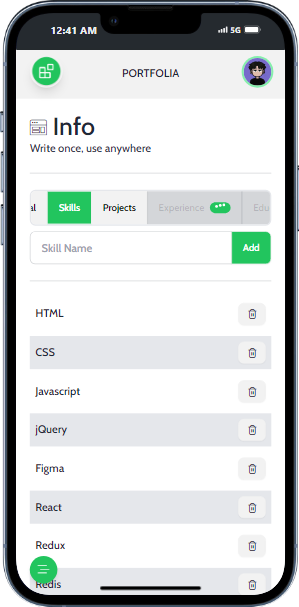 12:41 AM 5G
PORTFOLIA
Info
Write once, use anywhere
al Skills Projects Experience Edu
Skill Name Add
HTML
CSS
Javascript
jQuery
Figma
React
Redux
Redis